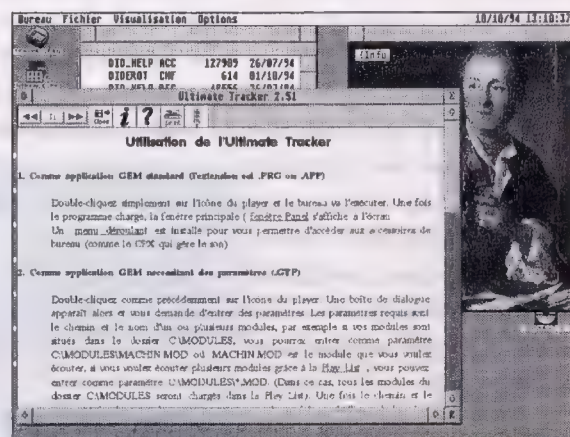 Bureau Fichier Visualisation Options 10/10/94 13:10:37
DID_HELP ACC 127989 26/07/94
DIDEROT CNF 614 01/10/94
Ultimate Tracker 2.51
Utilisation de l'Ultimate Tracker
1. Comme application GEM standard (l'extension est .PRG ou .APP)
Double-cliquez simplement sur l'icône du player et le bureau va l'exécuter. Une fois
le programme chargé, la fenêtre principale ( fenêtre Panel s'affiche à l'écran
Un menu déroulant est installé pour vous permettre d'accéder aux accessoires de
bureau (comme le CPX qui gère le son)
2. Comme application GEM nécessitant des paramètres (.GTP)
Double-cliquez comme précédemment sur l'icône du player. Une boîte de dialogue
apparaît alors et vous demande d'entrer des paramètres. Les paramètres requis sont
le chemin et le nom d'un ou plusieurs modules, par exemple si vos modules sont
situés dans le dossier C:\MODULES, vous pourrez entrer comme paramètre
C:\MODULES\MACHIN.MOD où MACHIN.MOD est le module que vous voulez
écouter, si vous voulez écouter plusieurs modules grâce à la Play List , vous pouvez
entrer comme paramètre C:\MODULES\*.MOD. (Dans ce cas, tous les modules du
dossier C:\MODULES seront chargés dans la Play List). Une fois le chemin et le